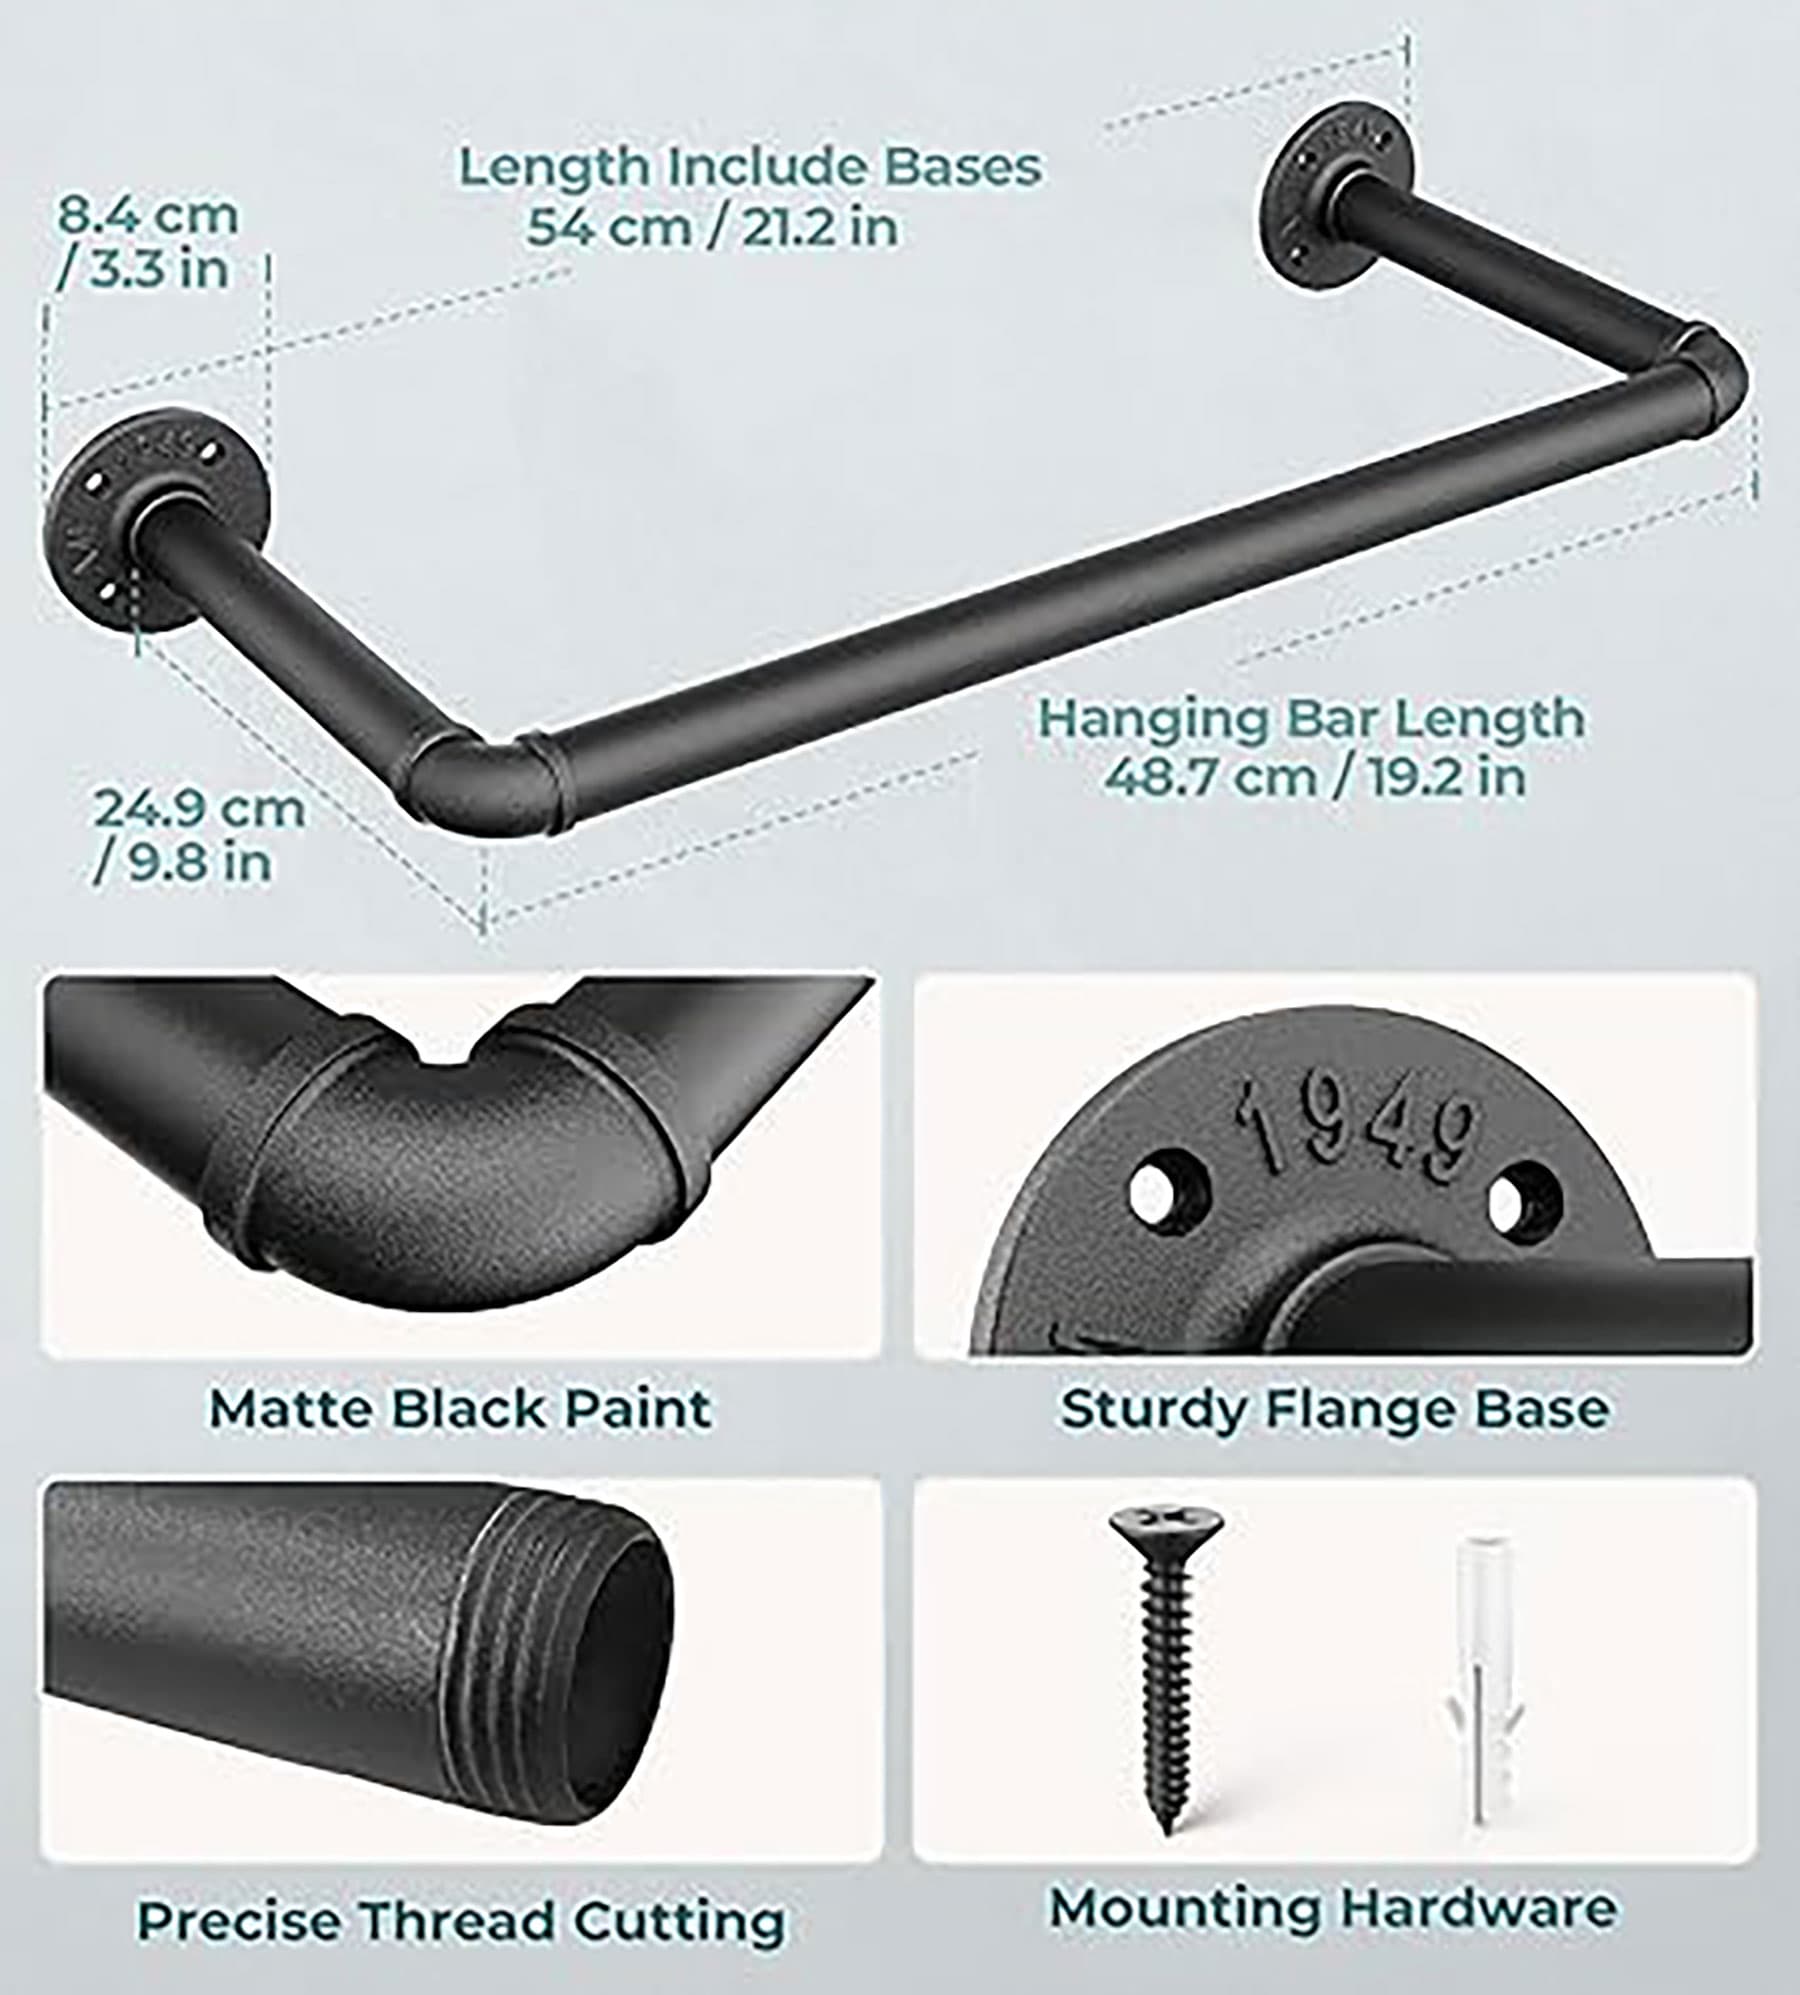 Length Include Bases
54 cm / 21.2 in
8.4 cm
/ 3.3 in
Hanging Bar Length
48.7 cm / 19.2 in
24.9 cm
/ 9.8 in
1949
Matte Black Paint
Sturdy Flange Base
Precise Thread Cutting
Mounting Hardware